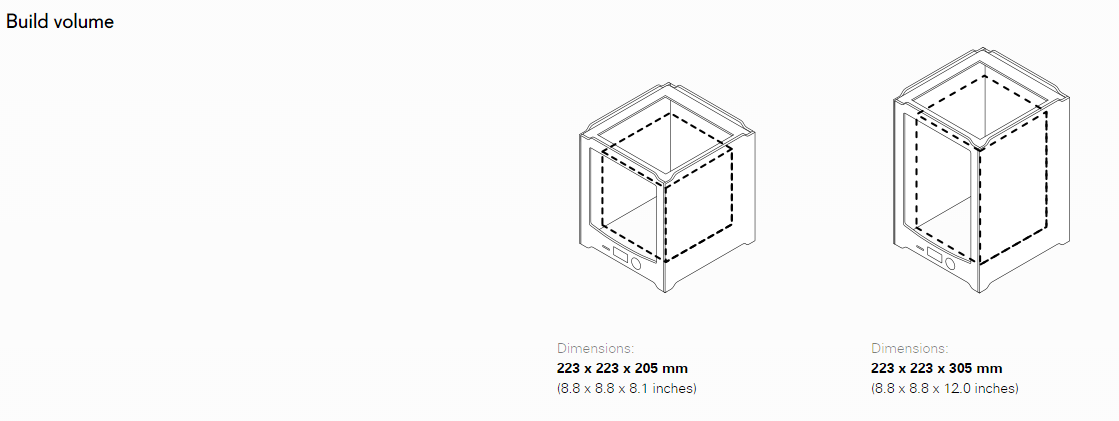 Build volume
Dimensions:
223 x 223 x 205 mm
(8.8 x 8.8 x 8.1 inches)
Dimensions:
223 x 223 x 305 mm
(8.8 x 8.8 x 12.0 inches)